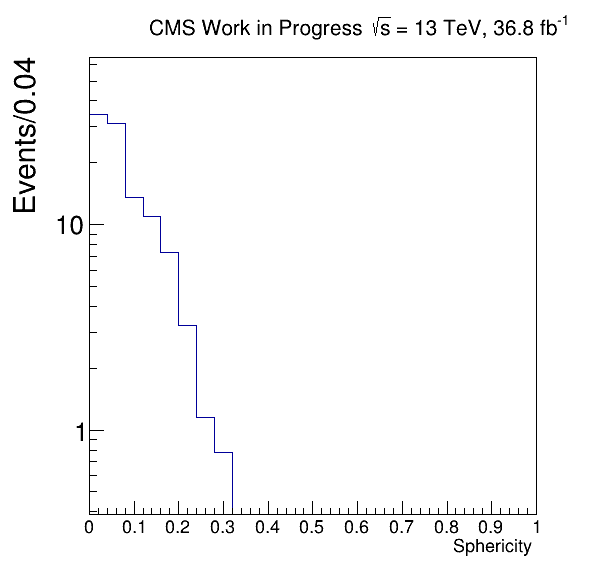 CMS Work in Progress √s = 13 TeV, 36.8 fb⁻¹
Events/0.04
10
1
0 0.1 0.2 0.3 0.4 0.5 0.6 0.7 0.8 0.9 1
Sphericity